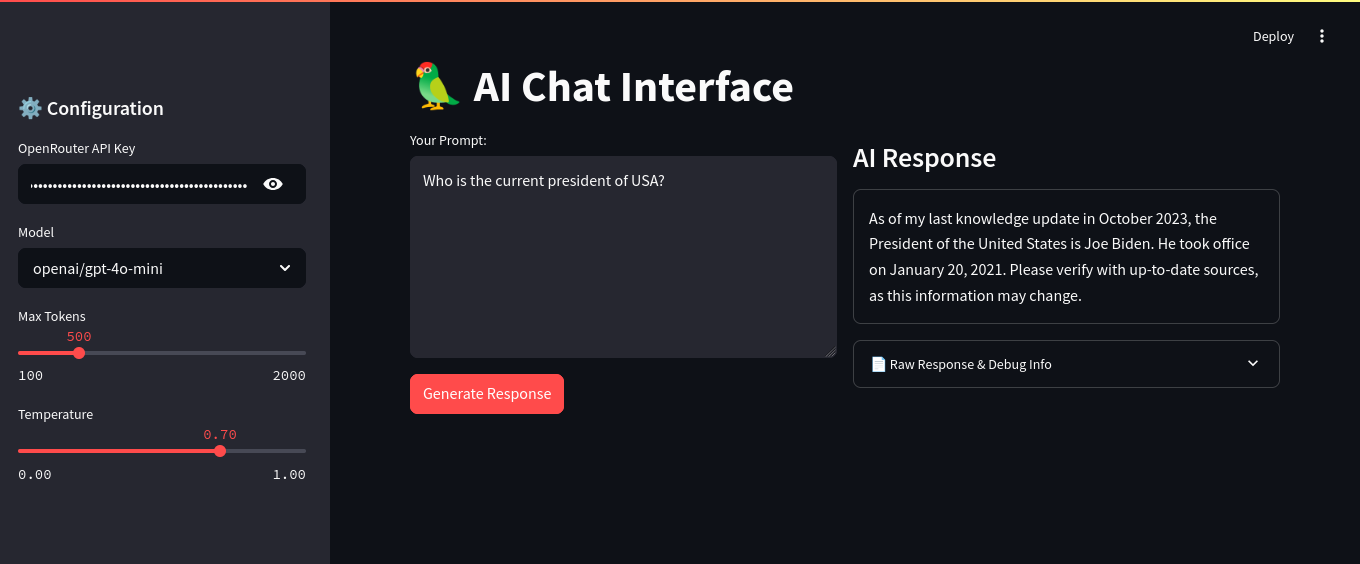 Deploy
⚙️ Configuration
OpenRouter API Key
••••••••••••••••••••••••••••••••••••••••••••••••
Model
openai/gpt-4o-mini
Max Tokens
500
100 2000
Temperature
0.70
0.00 1.00
🦜 AI Chat Interface
Your Prompt:
Who is the current president of USA?
Generate Response
AI Response
As of my last knowledge update in October 2023, the
President of the United States is Joe Biden. He took office
on January 20, 2021. Please verify with up-to-date sources,
as this information may change.
📄 Raw Response & Debug Info